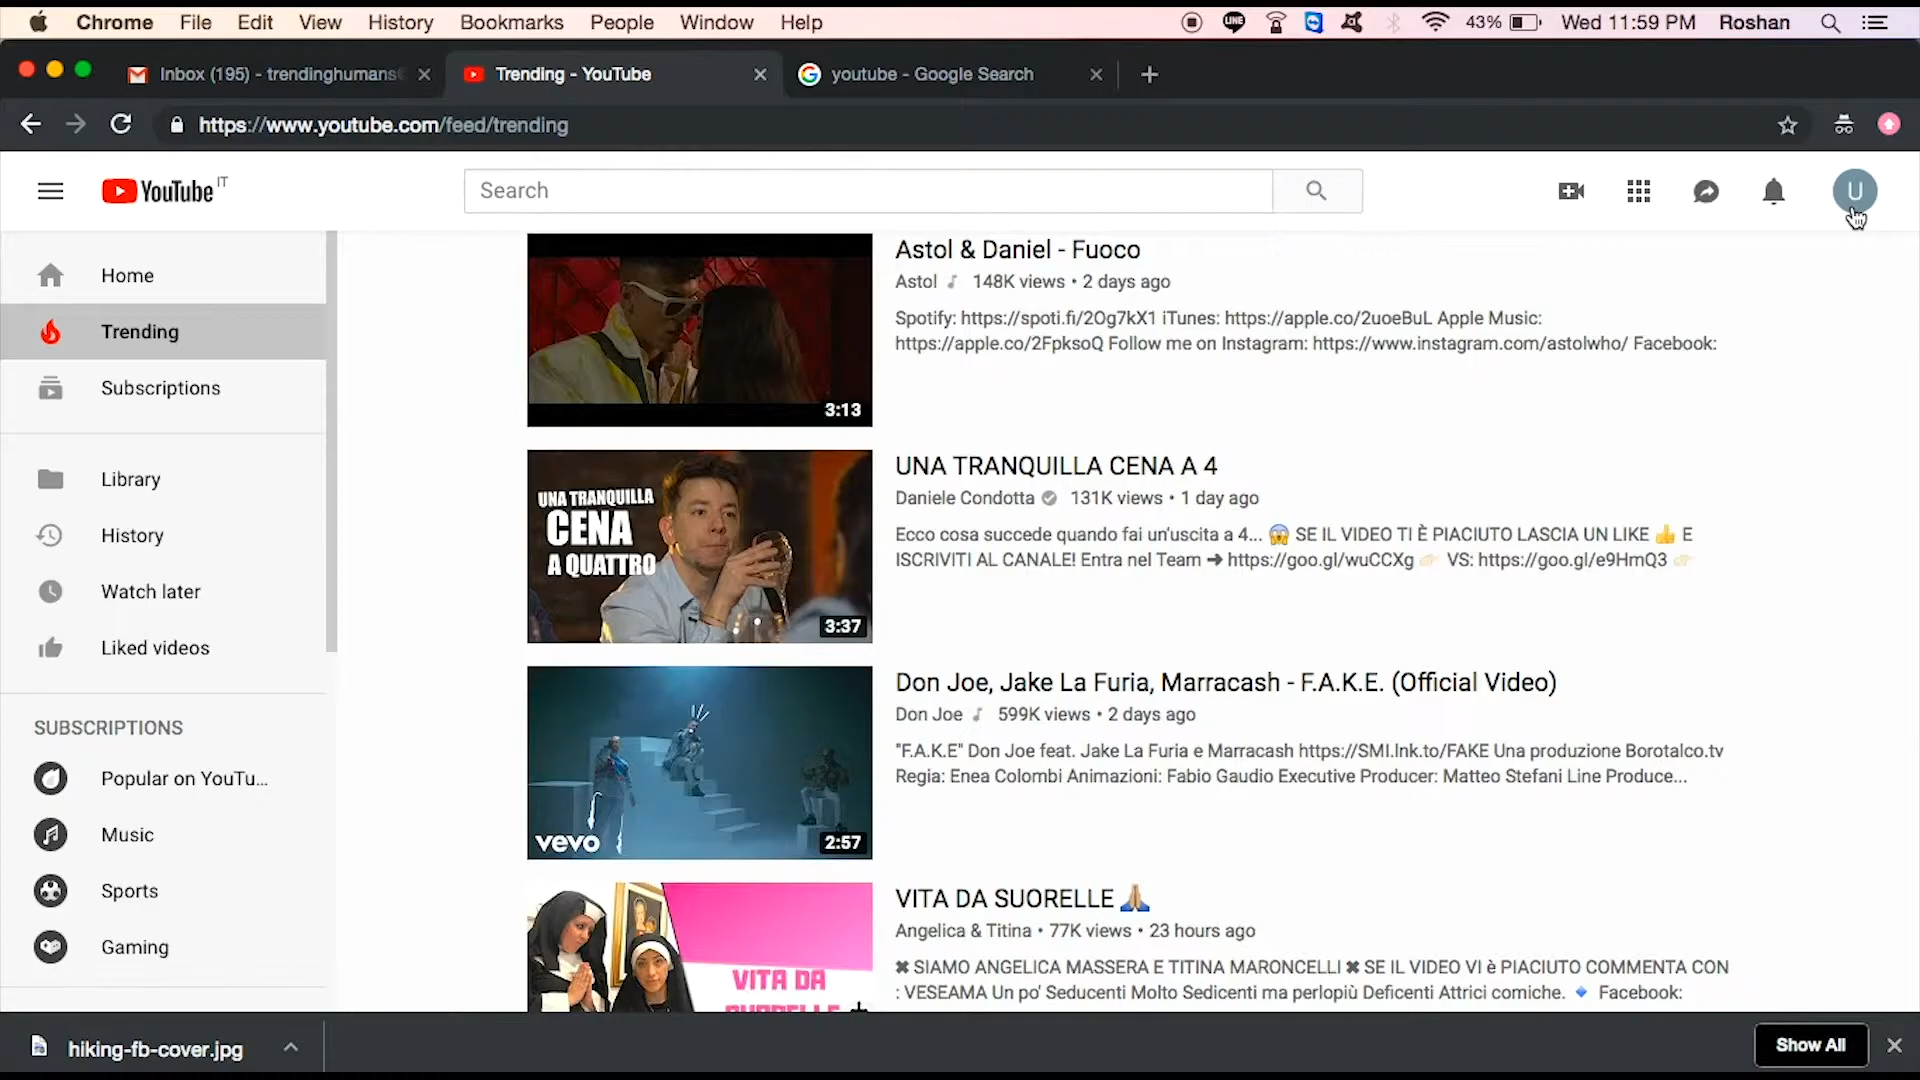 Chrome File Edit View History Bookmarks People Window Help LINE 43% Wed 11:59 PM Roshan
Inbox (195) - trendinghumans Trending - YouTube youtube - Google Search
https://www.youtube.com/feed/trending
YouTube IT Search U
Home
Trending
Subscriptions
Library
History
Watch later
Liked videos
SUBSCRIPTIONS
Popular on YouTu...
Music
Sports
Gaming
3:13
Astol & Daniel - Fuoco
Astol 148K views • 2 days ago
Spotify: https://spoti.fi/2Og7kX1 iTunes: https://apple.co/2uoeBuL Apple Music:
https://apple.co/2FpksoQ Follow me on Instagram: https://www.instagram.com/astolwho/ Facebook:
UNA TRANQUILLA
CENA
A QUATTRO
3:37
UNA TRANQUILLA CENA A 4
Daniele Condotta 131K views • 1 day ago
Ecco cosa succede quando fai un'uscita a 4... 😱 SE IL VIDEO TI È PIACIUTO LASCIA UN LIKE 👍 E
ISCRIVITI AL CANALE! Entra nel Team ➔ https://goo.gl/wuCCXg 👉🏻 VS: https://goo.gl/e9HmQ3 👉🏻
vevo
2:57
Don Joe, Jake La Furia, Marracash - F.A.K.E. (Official Video)
Don Joe 599K views • 2 days ago
"F.A.K.E" Don Joe feat. Jake La Furia e Marracash https://SMI.lnk.to/FAKE Una produzione Borotalco.tv
Regia: Enea Colombi Animazioni: Fabio Gaudio Executive Producer: Matteo Stefani Line Produce...
VITA DA
SUORELLE
VITA DA SUORELLE 🙏🏼
Angelica & Titina • 77K views • 23 hours ago
✖ SIAMO ANGELICA MASSERA E TITINA MARONCELLI ✖ SE IL VIDEO VI è PIACIUTO COMMENTA CON
: VESEAMA Un po' Seducenti Molto Sedicenti ma perlopiù Deficenti Attrici comiche. 🔹 Facebook:
hiking-fb-cover.jpg
Show All